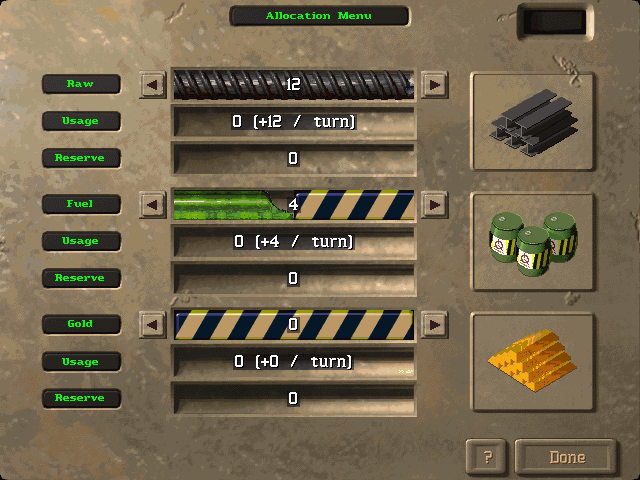 Allocation Menu
Raw
12
Usage
0 (+12 / turn)
Reserve
0
Fuel
4
Usage
0 (+4 / turn)
Reserve
0
Gold
0
Usage
0 (+0 / turn)
Reserve
0
? Done